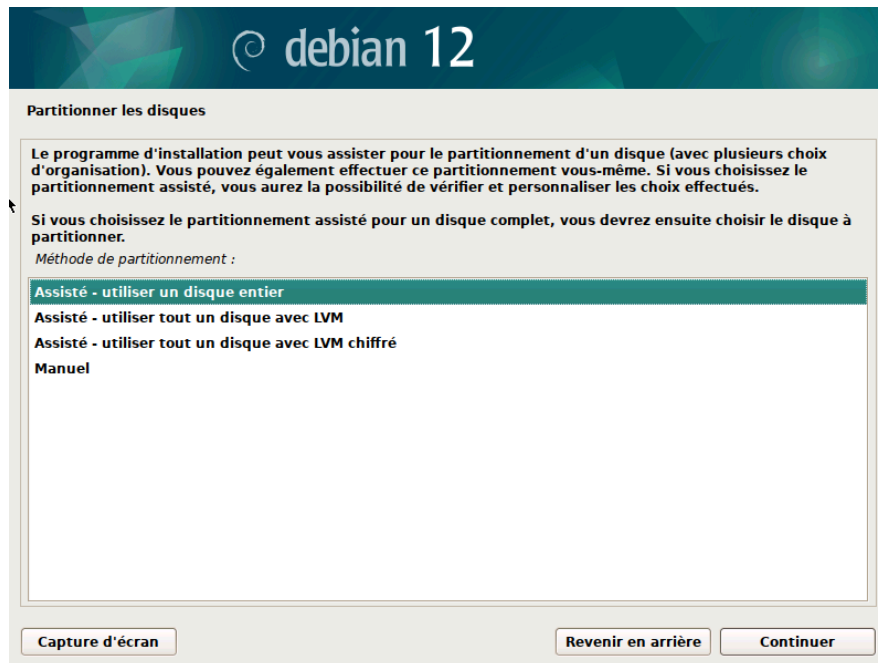 debian 12
Partitionner les disques
Le programme d'installation peut vous assister pour le partitionnement d'un disque (avec plusieurs choix
d'organisation). Vous pouvez également effectuer ce partitionnement vous-même. Si vous choisissez le
partitionnement assisté, vous aurez la possibilité de vérifier et personnaliser les choix effectués.
Si vous choisissez le partitionnement assisté pour un disque complet, vous devrez ensuite choisir le disque à
partitionner.
Méthode de partitionnement :
Assisté - utiliser un disque entier
Assisté - utiliser tout un disque avec LVM
Assisté - utiliser tout un disque avec LVM chiffré
Manuel
Capture d'écran
Revenir en arrière
Continuer